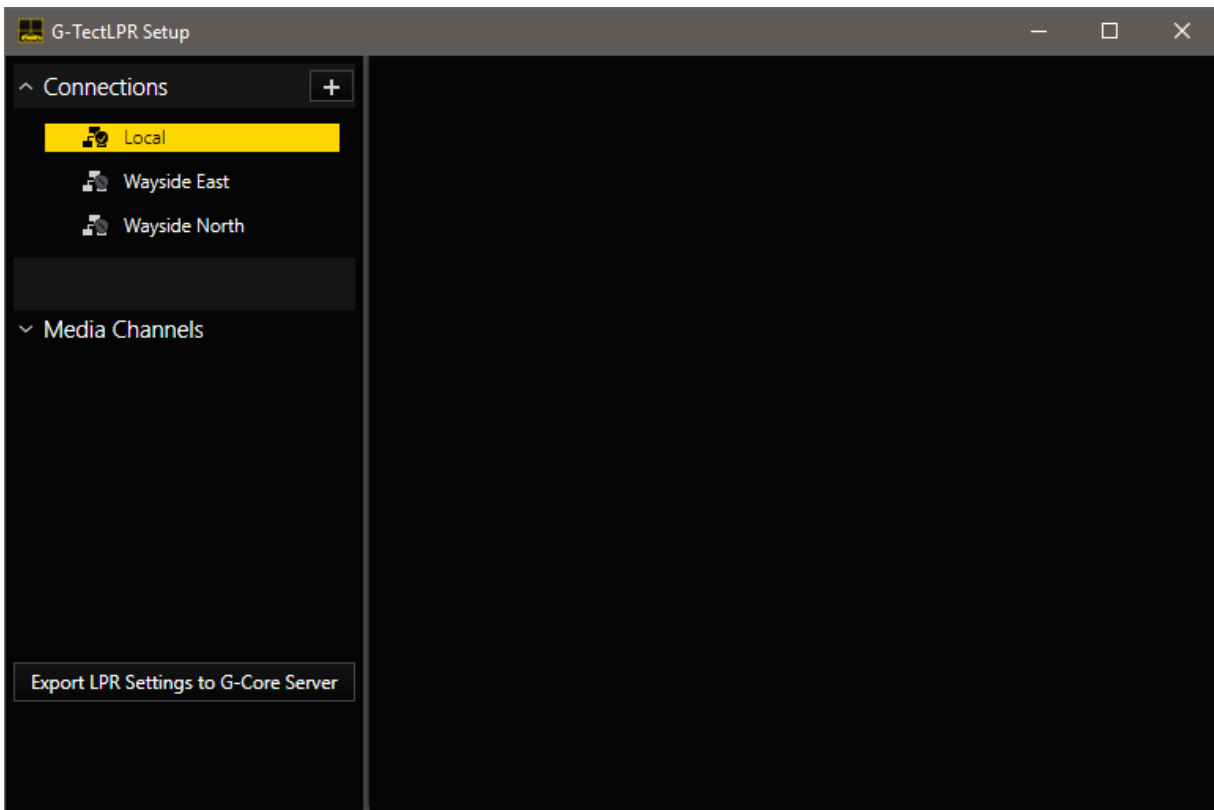 G-TectLPR Setup
Connections
Local
Wayside East
Wayside North
Media Channels
Export LPR Settings to G-Core Server